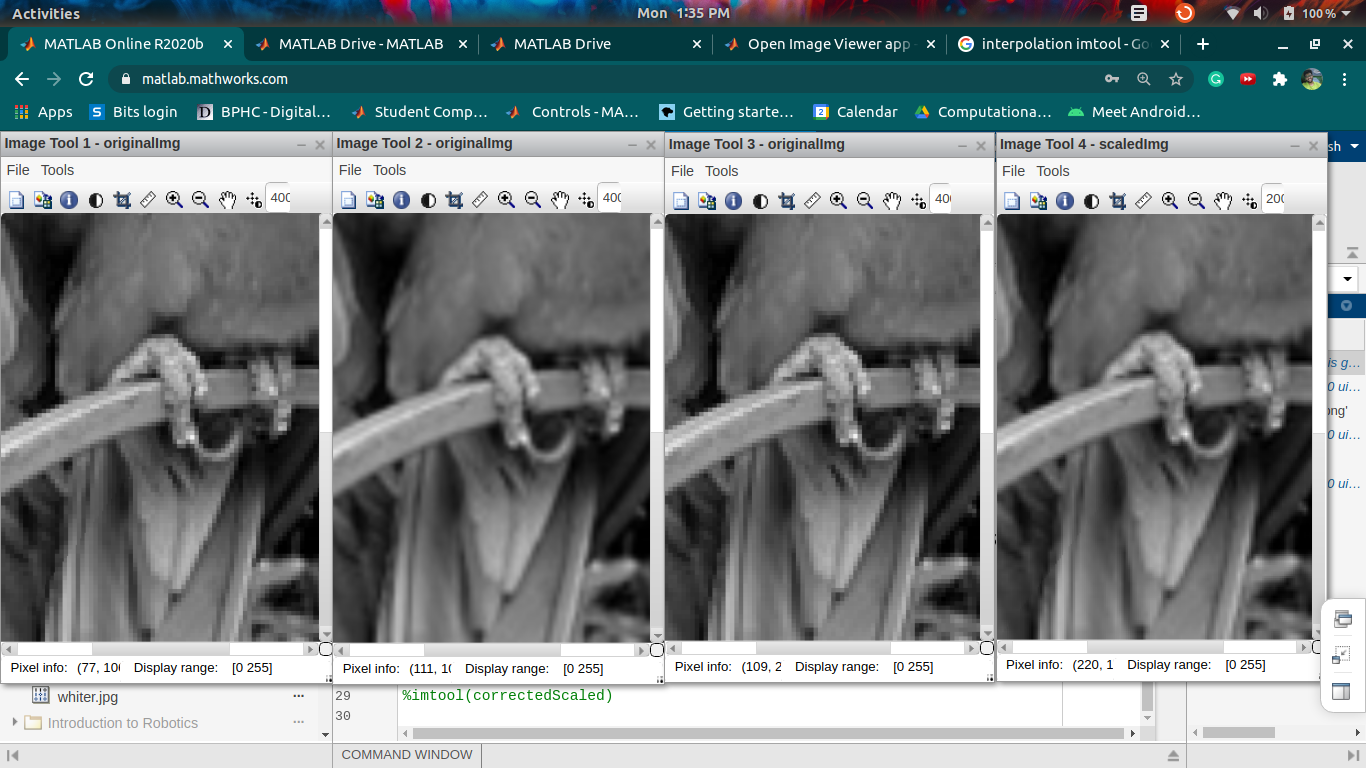 Activities
Mon 1:35 PM
100 %
MATLAB Online R2020b
MATLAB Drive - MATLAB
MATLAB Drive
Open Image Viewer app -
interpolation imtool - Go
matlab.mathworks.com
Apps
Bits login
BPHC - Digital...
Student Comp...
Controls - MA...
Getting starte...
Calendar
Computationa...
Meet Android...
Image Tool 1 - originalImg
Image Tool 2 - originalImg
Image Tool 3 - originalImg
Image Tool 4 - scaledImg
sh
File Tools
File Tools
File Tools
File Tools
400
400
400
200
is g...
0 ui...
ong'
0 ui...
0 ui...
Pixel info: (77, 106 Display range: [0 255]
Pixel info: (111, 10 Display range: [0 255]
Pixel info: (109, 2 Display range: [0 255]
Pixel info: (220, 1 Display range: [0 255]
whiter.jpg
29 %imtool(correctedScaled)
30
Introduction to Robotics
COMMAND WINDOW